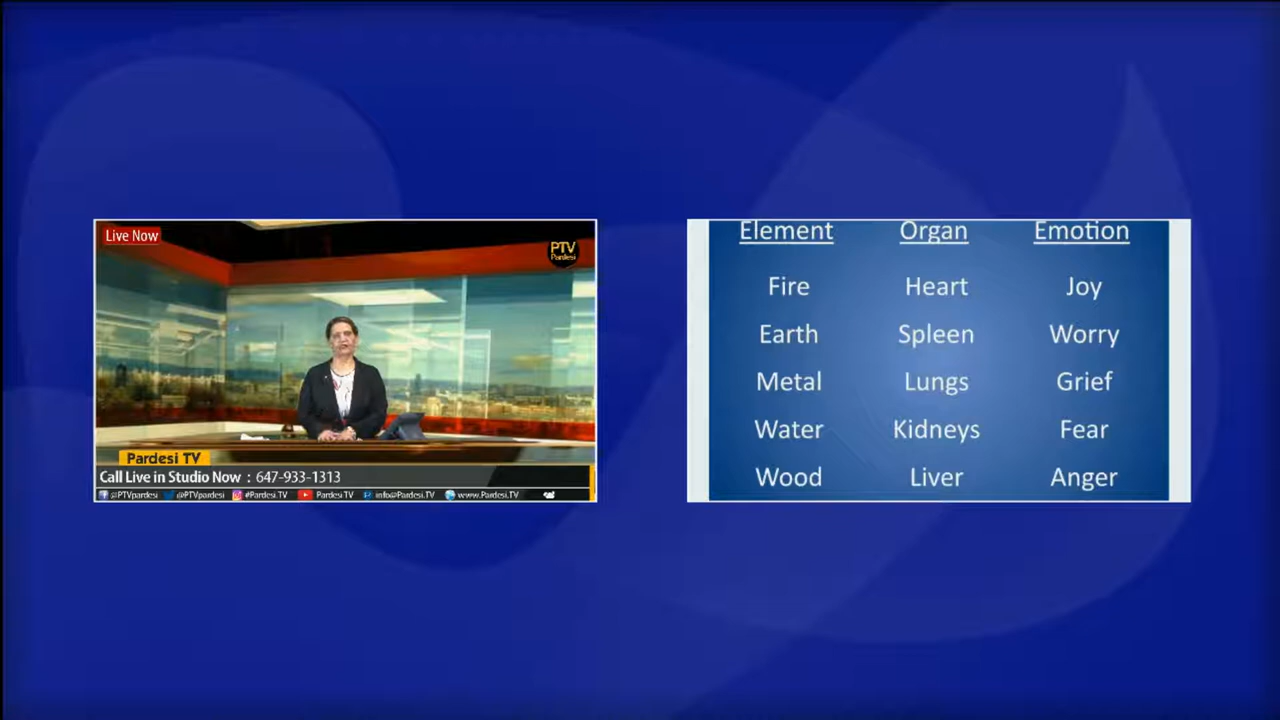 Live Now
PTV
Pardesi
Pardesi TV
Call Live in Studio Now : 647-933-1313
@PTVpardesi @PTVpardesi #Pardesi.TV Pardesi TV info@Pardesi.TV www.Pardesi.TV
Element Organ Emotion
Fire Heart Joy
Earth Spleen Worry
Metal Lungs Grief
Water Kidneys Fear
Wood Liver Anger